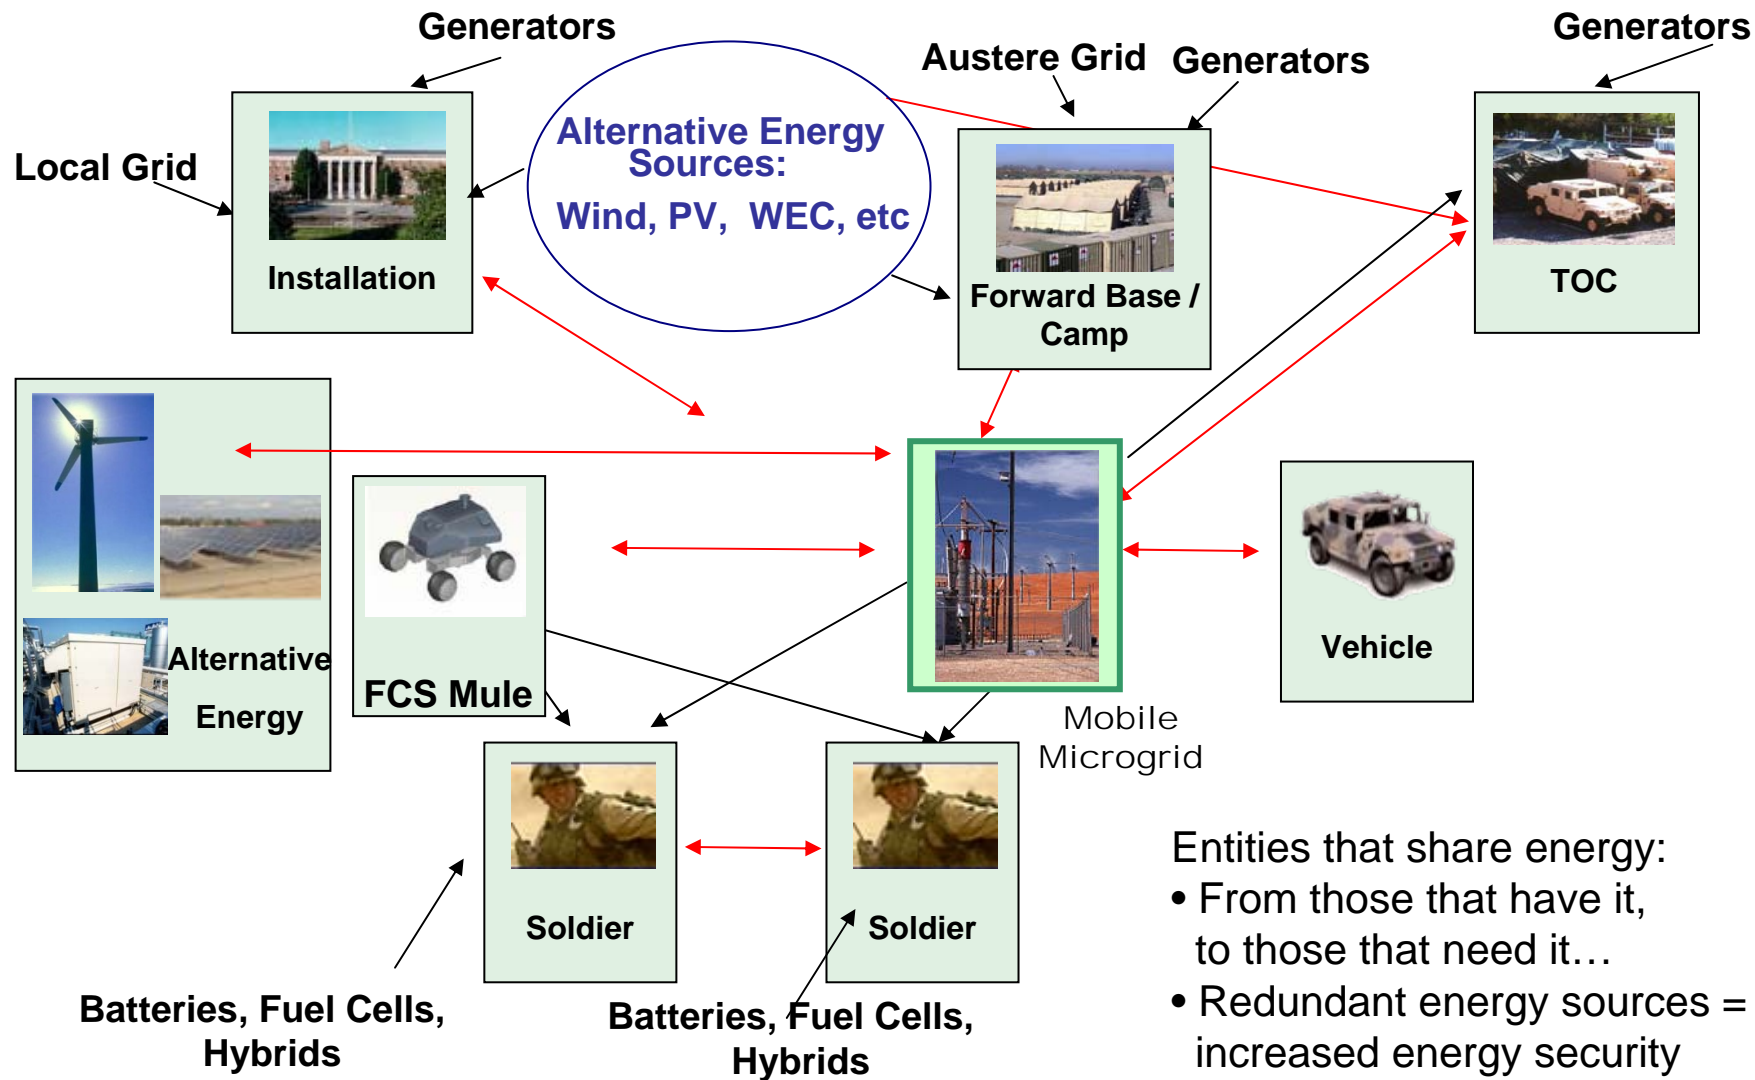 Generators
Austere Grid
Generators
Generators
Local Grid
Alternative Energy
Sources:
Wind, PV, WEC, etc
Installation
Forward Base /
Camp
TOC
Alternative
Energy
FCS Mule
Mobile
Microgrid
Vehicle
Soldier
Soldier
Batteries, Fuel Cells,
Hybrids
Batteries, Fuel Cells,
Hybrids
Entities that share energy:
• From those that have it,
to those that need it…
• Redundant energy sources =
increased energy security